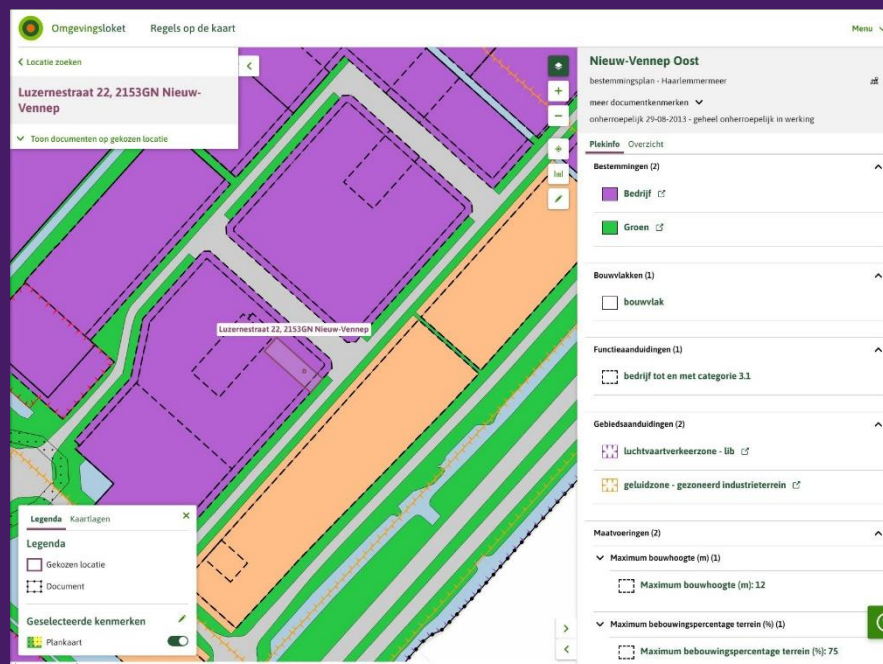 Omgevingsloket
Regels op de kaart
Menu
Locatie zoeken
Luzernestraat 22, 2153GN Nieuw-
Vennep
Toon documenten op gekozen locatie
Luzernestraat 22, 2153GN Nieuw-Vennep
Legenda Kaartlagen
Legenda
Gekozen locatie
Document
Geselecteerde kenmerken
Plankaart
Nieuw-Vennep Oost
bestemmingsplan - Haarlemmermeer
meer documentkenmerken
onherroepelijk 29-08-2013 - geheel onherroepelijk in werking
Plekinfo Overzicht
Bestemmingen (2)
Bedrijf
Groen
Bouwvlakken (1)
bouwvlak
Functieaanduidingen (1)
bedrijf tot en met categorie 3.1
Gebiedsaanduidingen (2)
luchtvaartverkeerzone - lib
geluidzone - gezoneerd industrieterrein
Maatvoeringen (2)
Maximum bouwhoogte (m) (1)
Maximum bouwhoogte (m): 12
Maximum bebouwingspercentage terrein (%) (1)
Maximum bebouwingspercentage terrein (%): 75